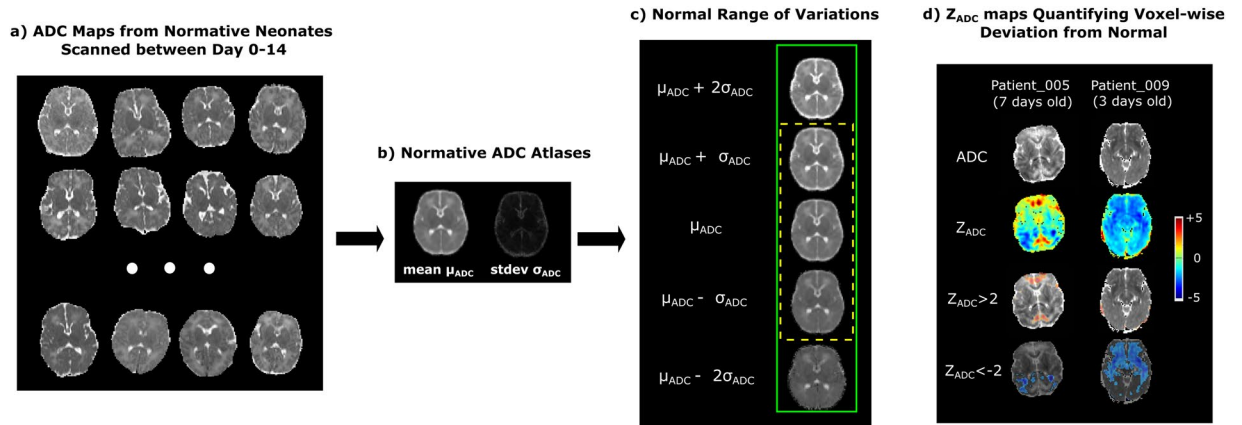 a) ADC Maps from Normative Neonates
Scanned between Day 0-14
b) Normative ADC Atlases
mean μADC
stdev σADC
c) Normal Range of Variations
μADC + 2σADC
μADC + σADC
μADC
μADC - σADC
μADC - 2σADC
d) ZADC maps Quantifying Voxel-wise
Deviation from Normal
Patient_005
(7 days old)
Patient_009
(3 days old)
ADC
ZADC
ZADC>2
ZADC<-2
+5
0
-5